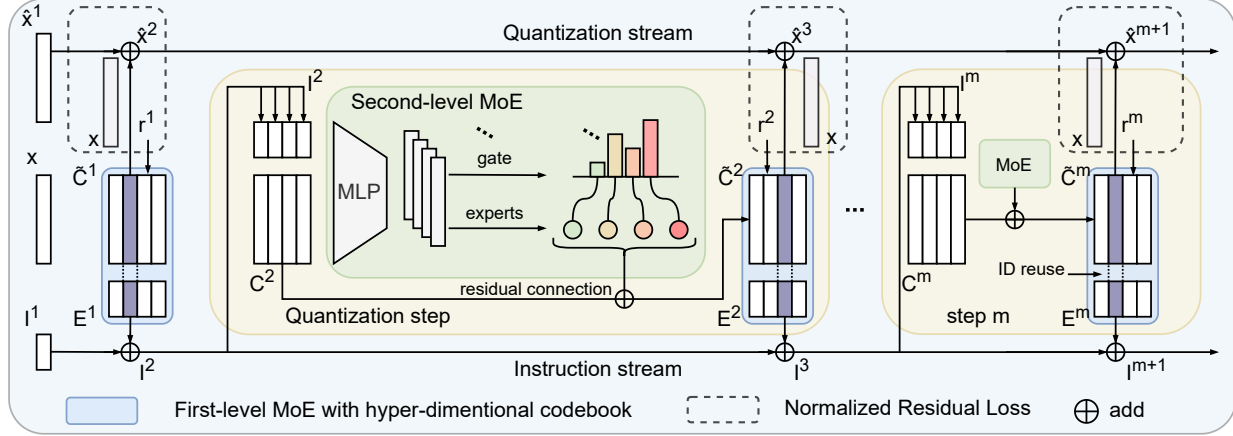 x̂¹ x̂² Quantization stream x̂³ x̂ᵐ⁺¹
I² Iᵐ
Second-level MoE
x r¹ gate r² x x rᵐ
x C̃¹ MLP C̃² MoE C̃ᵐ
experts
...
C² residual connection Cᵐ ID reuse
I¹ E¹ Quantization step E² step m Eᵐ
I² Instruction stream I³ Iᵐ⁺¹
First-level MoE with hyper-dimentional codebook Normalized Residual Loss add